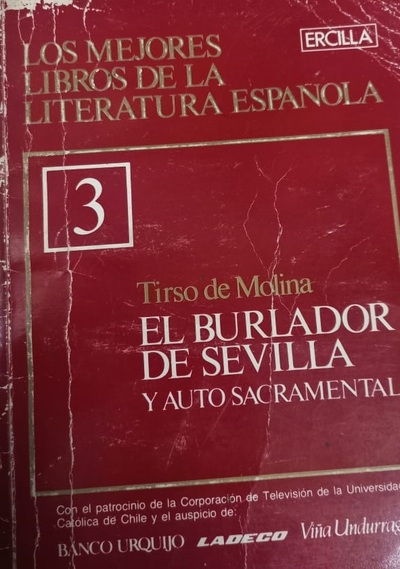 ERCILLA
LOS MEJORES
LIBROS DE LA
LITERATURA ESPAÑOLA
3
Tirso de Molina
EL BURLADOR
DE SEVILLA
Y AUTO SACRAMENTAL
Con el patrocinio de la Corporación de Televisión de la Universidad
Católica de Chile y el auspicio de:
BANCO URQUIJO LADECO Viña Undurraga